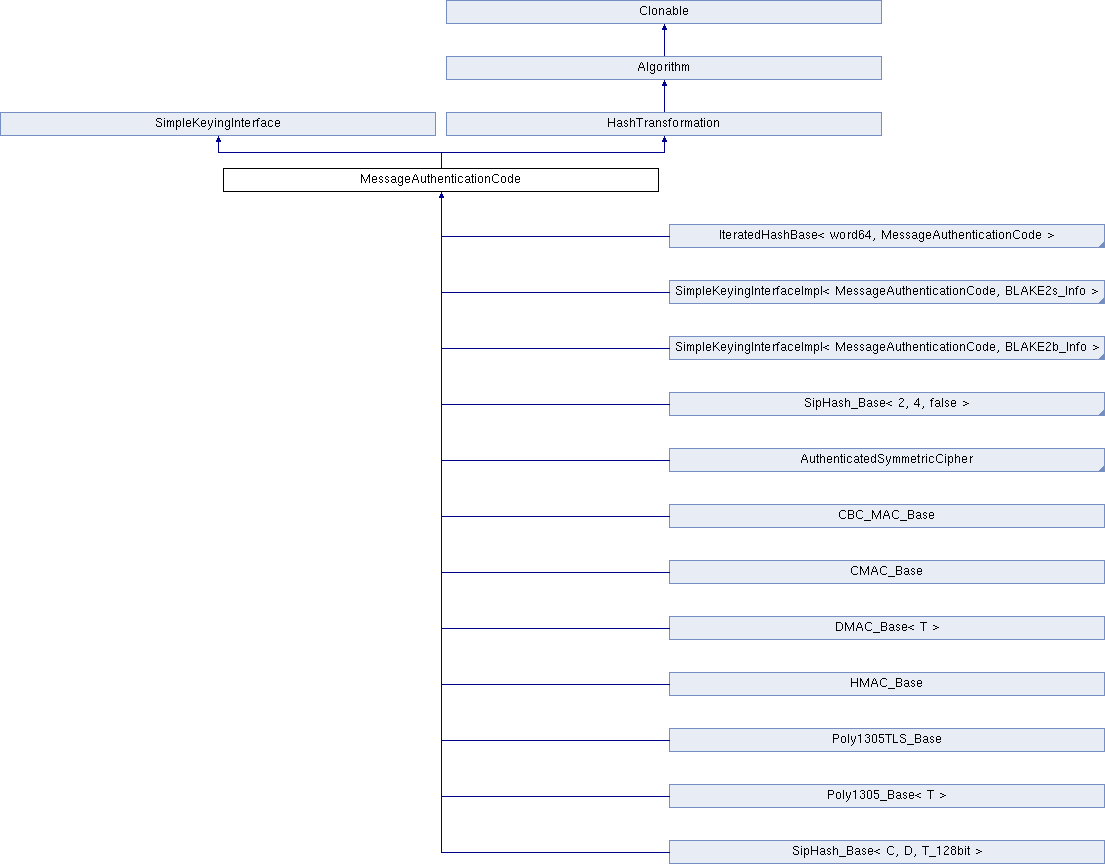 Clonable
Algorithm
SimpleKeyingInterface
HashTransformation
MessageAuthenticationCode
IteratedHashBase< word64, MessageAuthenticationCode >
SimpleKeyingInterfaceImpl< MessageAuthenticationCode, BLAKE2s_Info >
SimpleKeyingInterfaceImpl< MessageAuthenticationCode, BLAKE2b_Info >
SipHash_Base< 2, 4, false >
AuthenticatedSymmetricCipher
CBC_MAC_Base
CMAC_Base
DMAC_Base< T >
HMAC_Base
Poly1305TLS_Base
Poly1305_Base< T >
SipHash_Base< C, D, T_128bit >